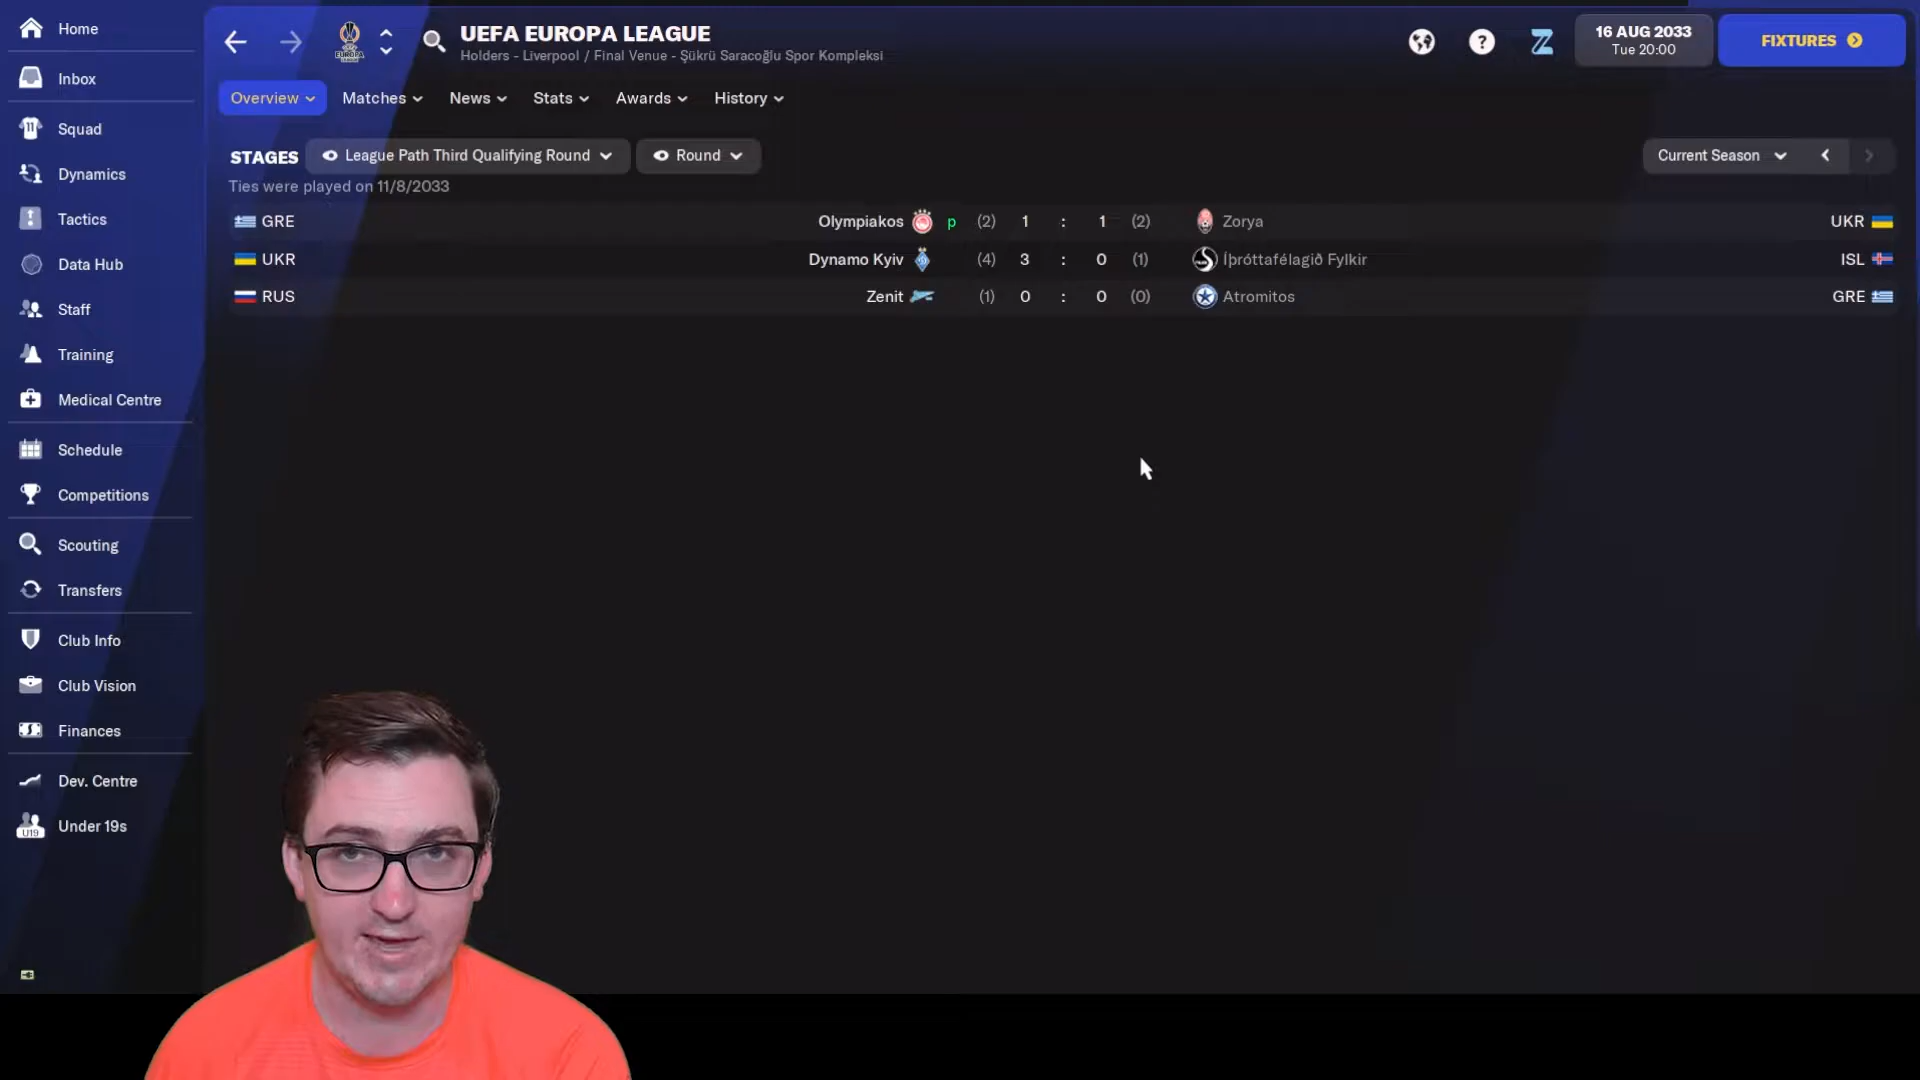 Home
Inbox
Squad
Dynamics
Tactics
Data Hub
Staff
Training
Medical Centre
Schedule
Competitions
Scouting
Transfers
Club Info
Club Vision
Finances
Dev. Centre
Under 19s
U19
UEFA EUROPA LEAGUE
Holders - Liverpool / Final Venue - Şükrü Saracoğlu Spor Kompleksi
16 AUG 2033
Tue 20:00
FIXTURES
Overview Matches News Stats Awards History
STAGES League Path Third Qualifying Round Round Current Season
Ties were played on 11/8/2033
GRE Olympiakos p (2) 1 : 1 (2) Zorya UKR
UKR Dynamo Kyiv (4) 3 : 0 (1) Íþróttafélagið Fylkir ISL
RUS Zenit (1) 0 : 0 (0) Atromitos GRE